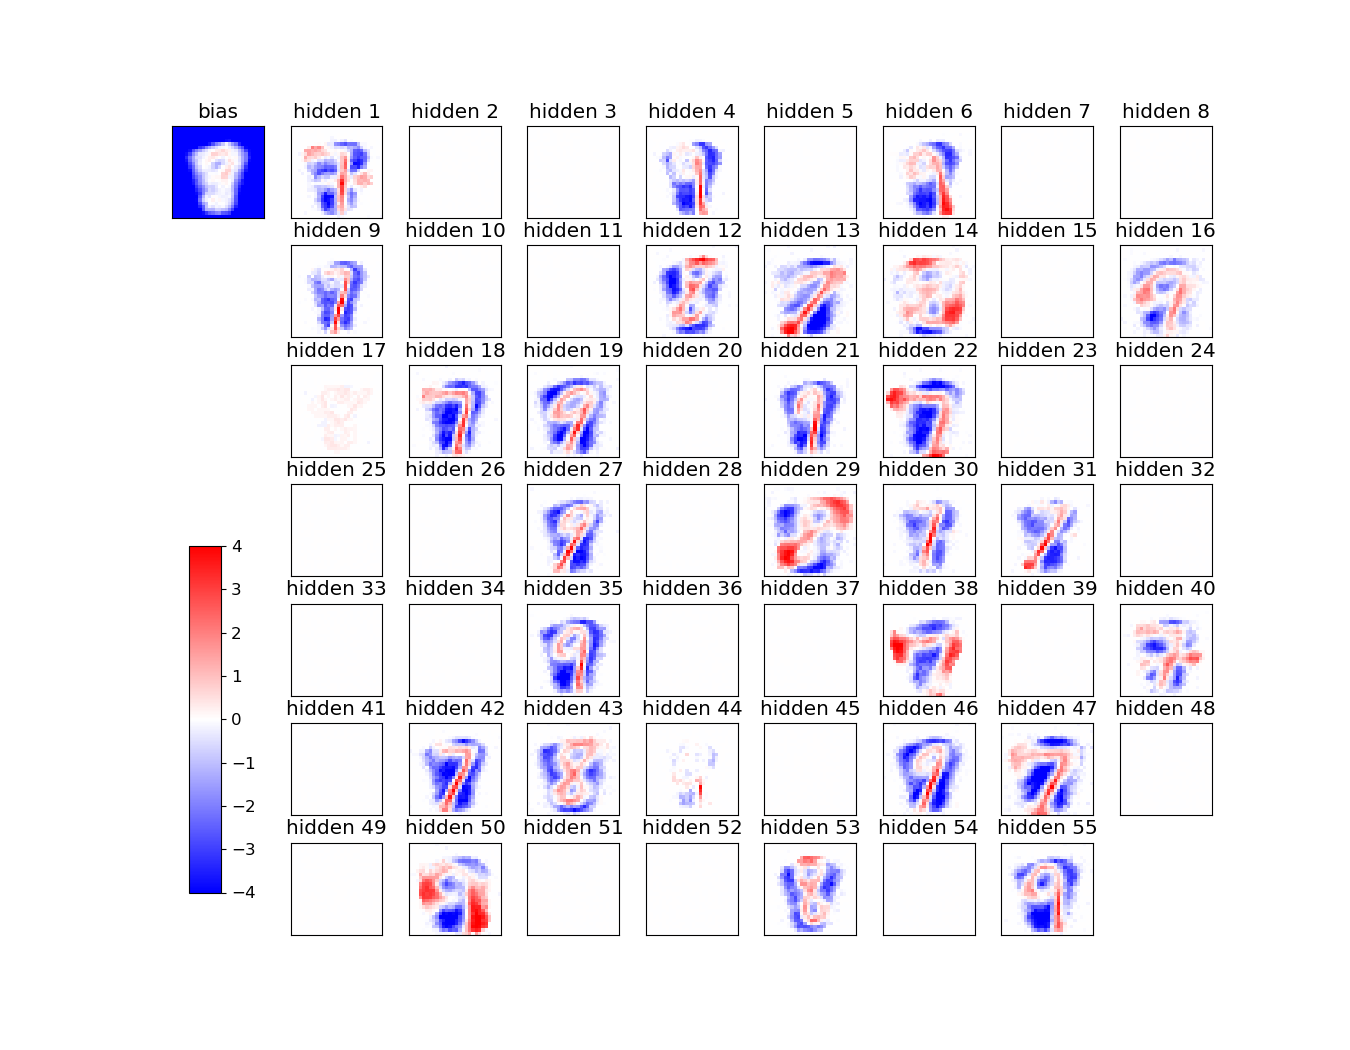 bias hidden 1 hidden 2 hidden 3 hidden 4 hidden 5 hidden 6 hidden 7 hidden 8
hidden 9 hidden 10 hidden 11 hidden 12 hidden 13 hidden 14 hidden 15 hidden 16
hidden 17 hidden 18 hidden 19 hidden 20 hidden 21 hidden 22 hidden 23 hidden 24
hidden 25 hidden 26 hidden 27 hidden 28 hidden 29 hidden 30 hidden 31 hidden 32
hidden 33 hidden 34 hidden 35 hidden 36 hidden 37 hidden 38 hidden 39 hidden 40
hidden 41 hidden 42 hidden 43 hidden 44 hidden 45 hidden 46 hidden 47 hidden 48
hidden 49 hidden 50 hidden 51 hidden 52 hidden 53 hidden 54 hidden 55
4
3
2
1
0
−1
−2
−3
−4